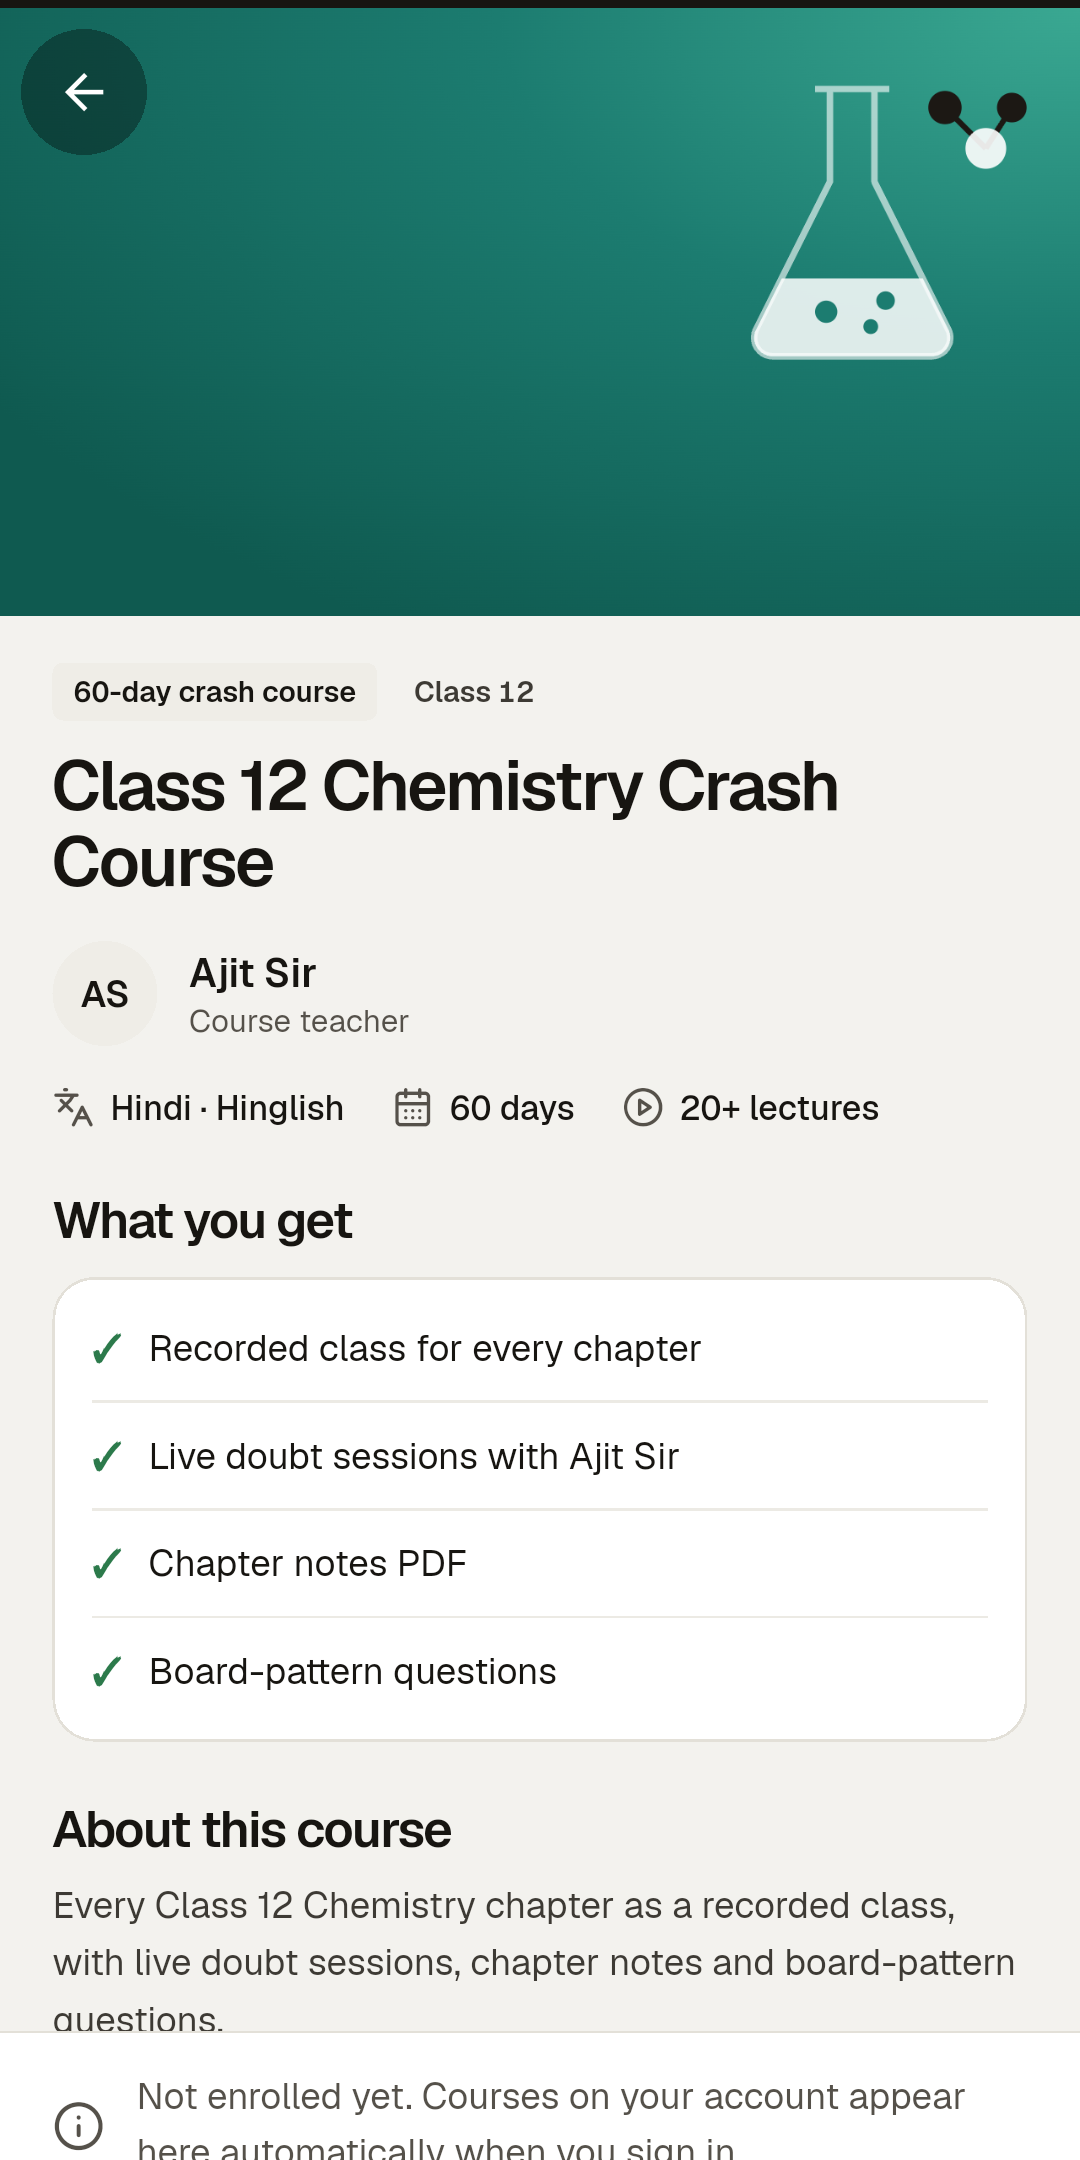 60-day crash course
Class 12
Class 12 Chemistry Crash
Course
AS
Ajit Sir
Course teacher
Hindi · Hinglish
60 days
20+ lectures
What you get
✓ Recorded class for every chapter
✓ Live doubt sessions with Ajit Sir
✓ Chapter notes PDF
✓ Board-pattern questions
About this course
Every Class 12 Chemistry chapter as a recorded class,
with live doubt sessions, chapter notes and board-pattern
questions.
Not enrolled yet. Courses on your account appear
here automatically when you sign in